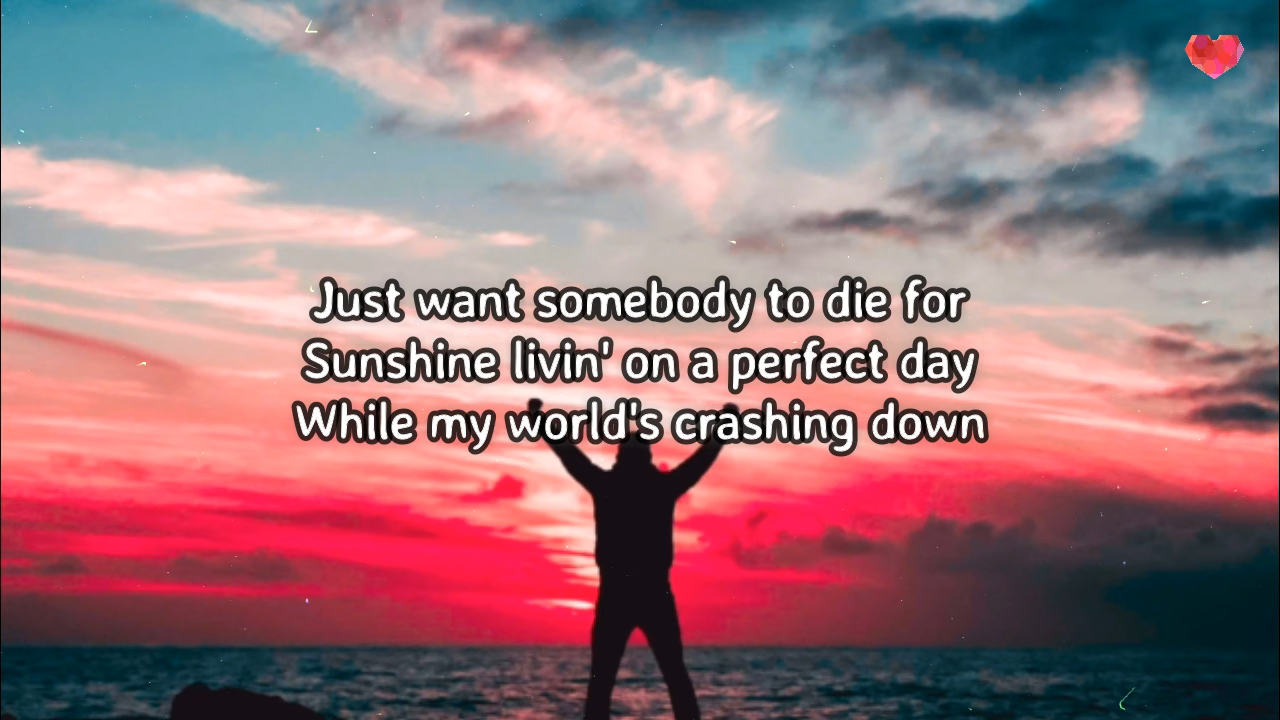 Just want somebody to die for
Sunshine livin' on a perfect day
While my world's crashing down